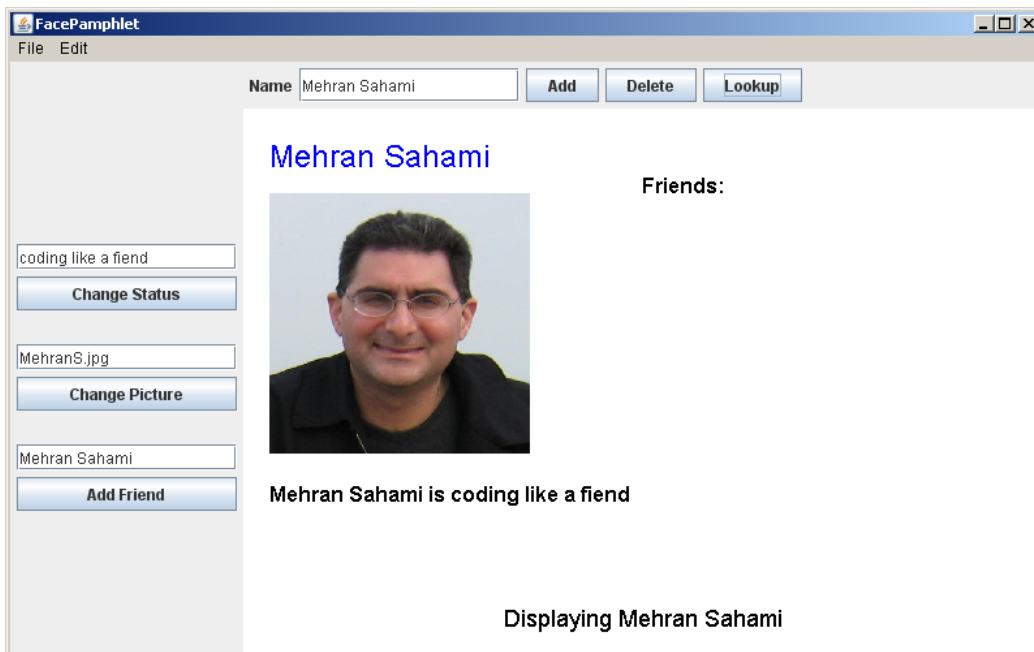 FacePamphlet
File Edit
Name Mehran Sahami Add Delete Lookup
Mehran Sahami
Friends:
coding like a fiend
Change Status
MehranS.jpg
Change Picture
Mehran Sahami
Add Friend
Mehran Sahami is coding like a fiend
Displaying Mehran Sahami